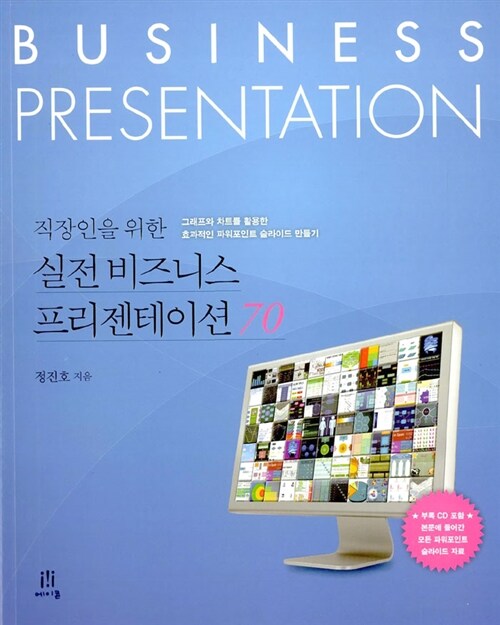 BUSINESS
PRESENTATION
직장인을 위한
그래프와 차트를 활용한
효과적인 파워포인트 슬라이드 만들기
실전 비즈니스
프리젠테이션 70
정진호 지음
★ 부록 CD 포함 ★
본문에 들어간
모든 파워포인트
슬라이드 자료
에이콘